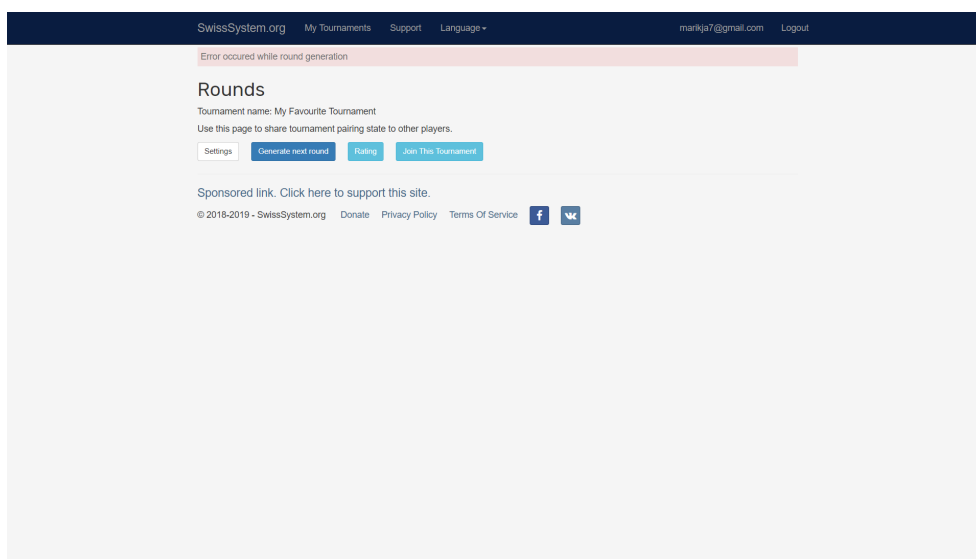 SwissSystem.org My Tournaments Support Language marikja7@gmail.com Logout
Error occured while round generation
Rounds
Tournament name: My Favourite Tournament
Use this page to share tournament pairing state to other players.
Settings Generate next round Rating Join This Tournament
Sponsored link. Click here to support this site.
© 2018-2019 - SwissSystem.org Donate Privacy Policy Terms Of Service